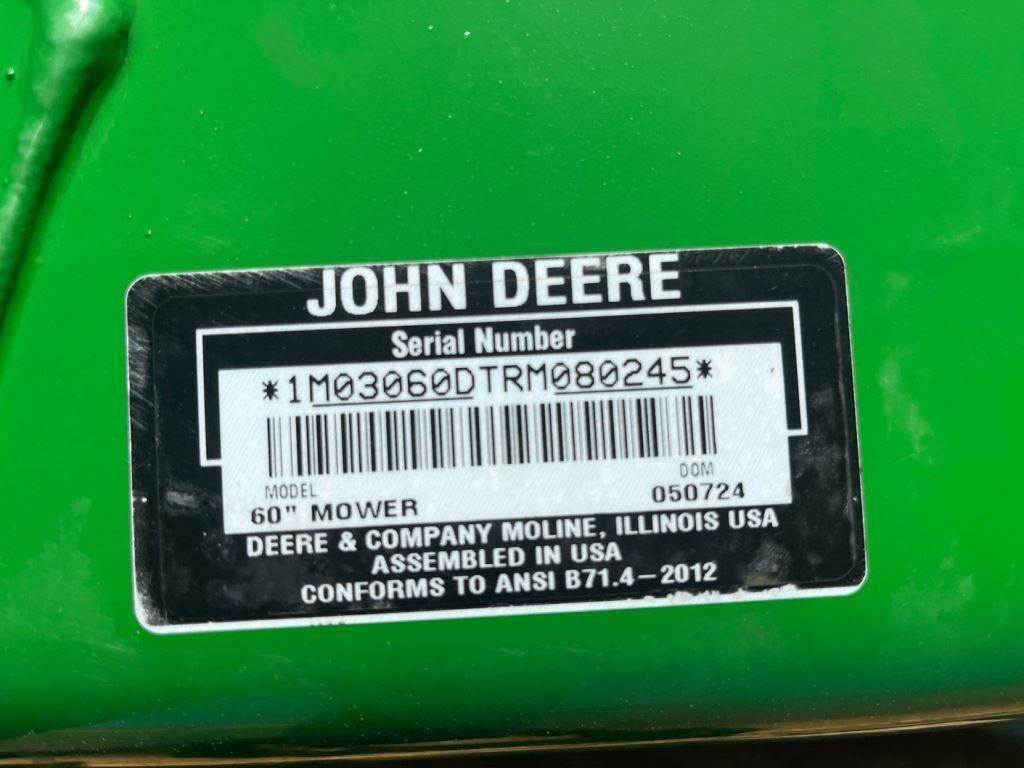 JOHN DEERE
Serial Number
*1M03060DTRM080245*
MODEL DOM
60" MOWER 050724
DEERE & COMPANY MOLINE, ILLINOIS USA
ASSEMBLED IN USA
CONFORMS TO ANSI B71.4-2012